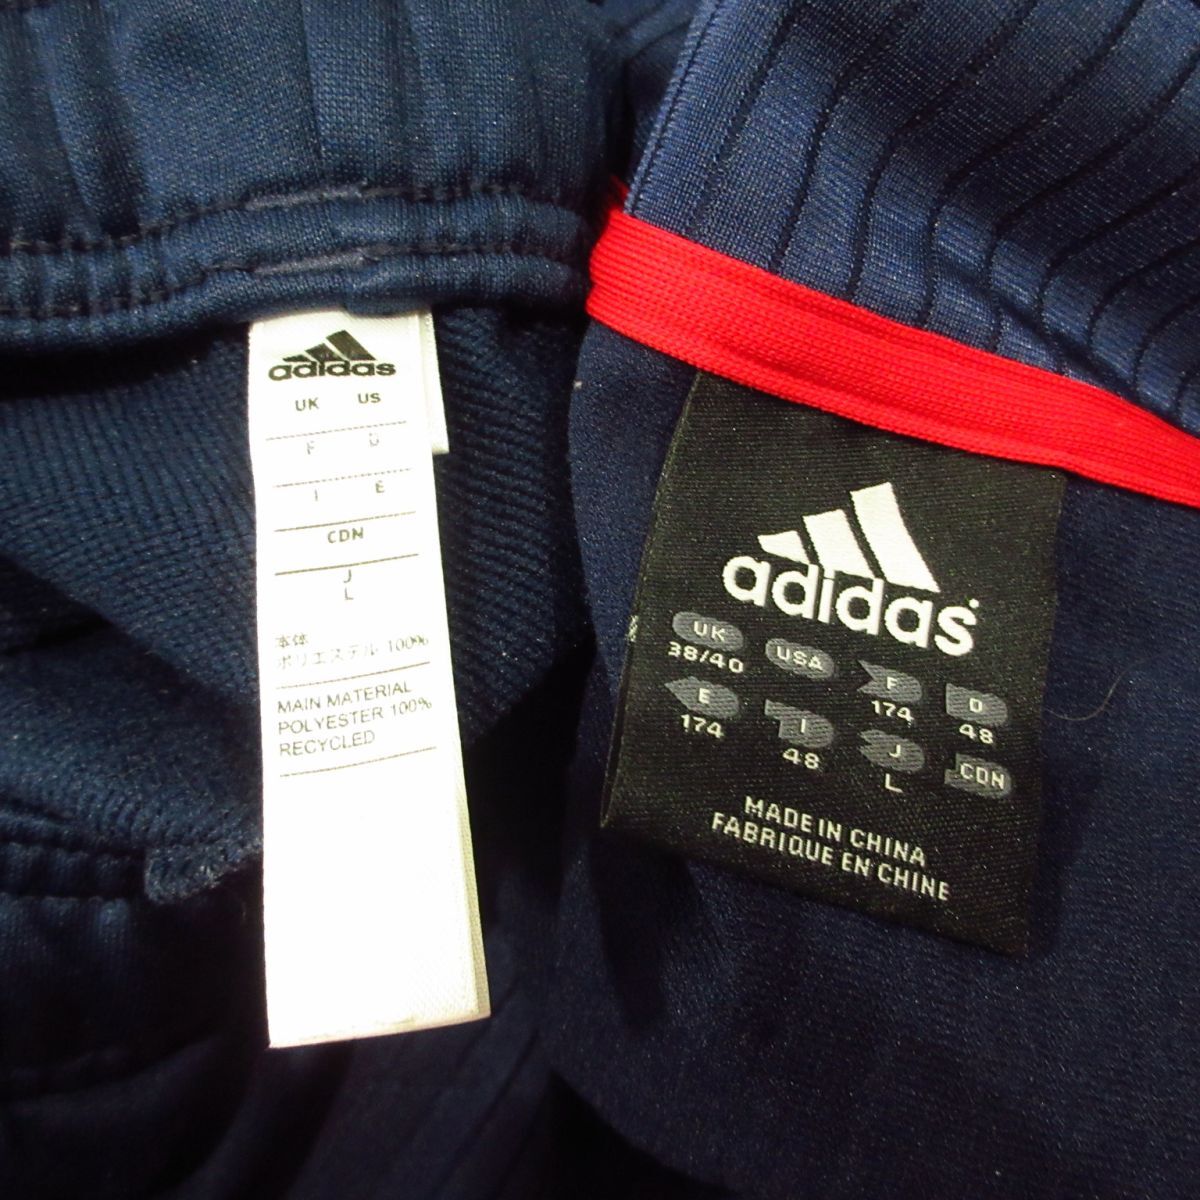 adidas
UK US
F D
I E
CDN
J
L
本体
ポリエステル 100%
MAIN MATERIAL
POLYESTER 100%
RECYCLED
adidas
UK USA F D
38/40 174 48
E I J CDN
174 48 L
MADE IN CHINA
FABRIQUE EN CHINE